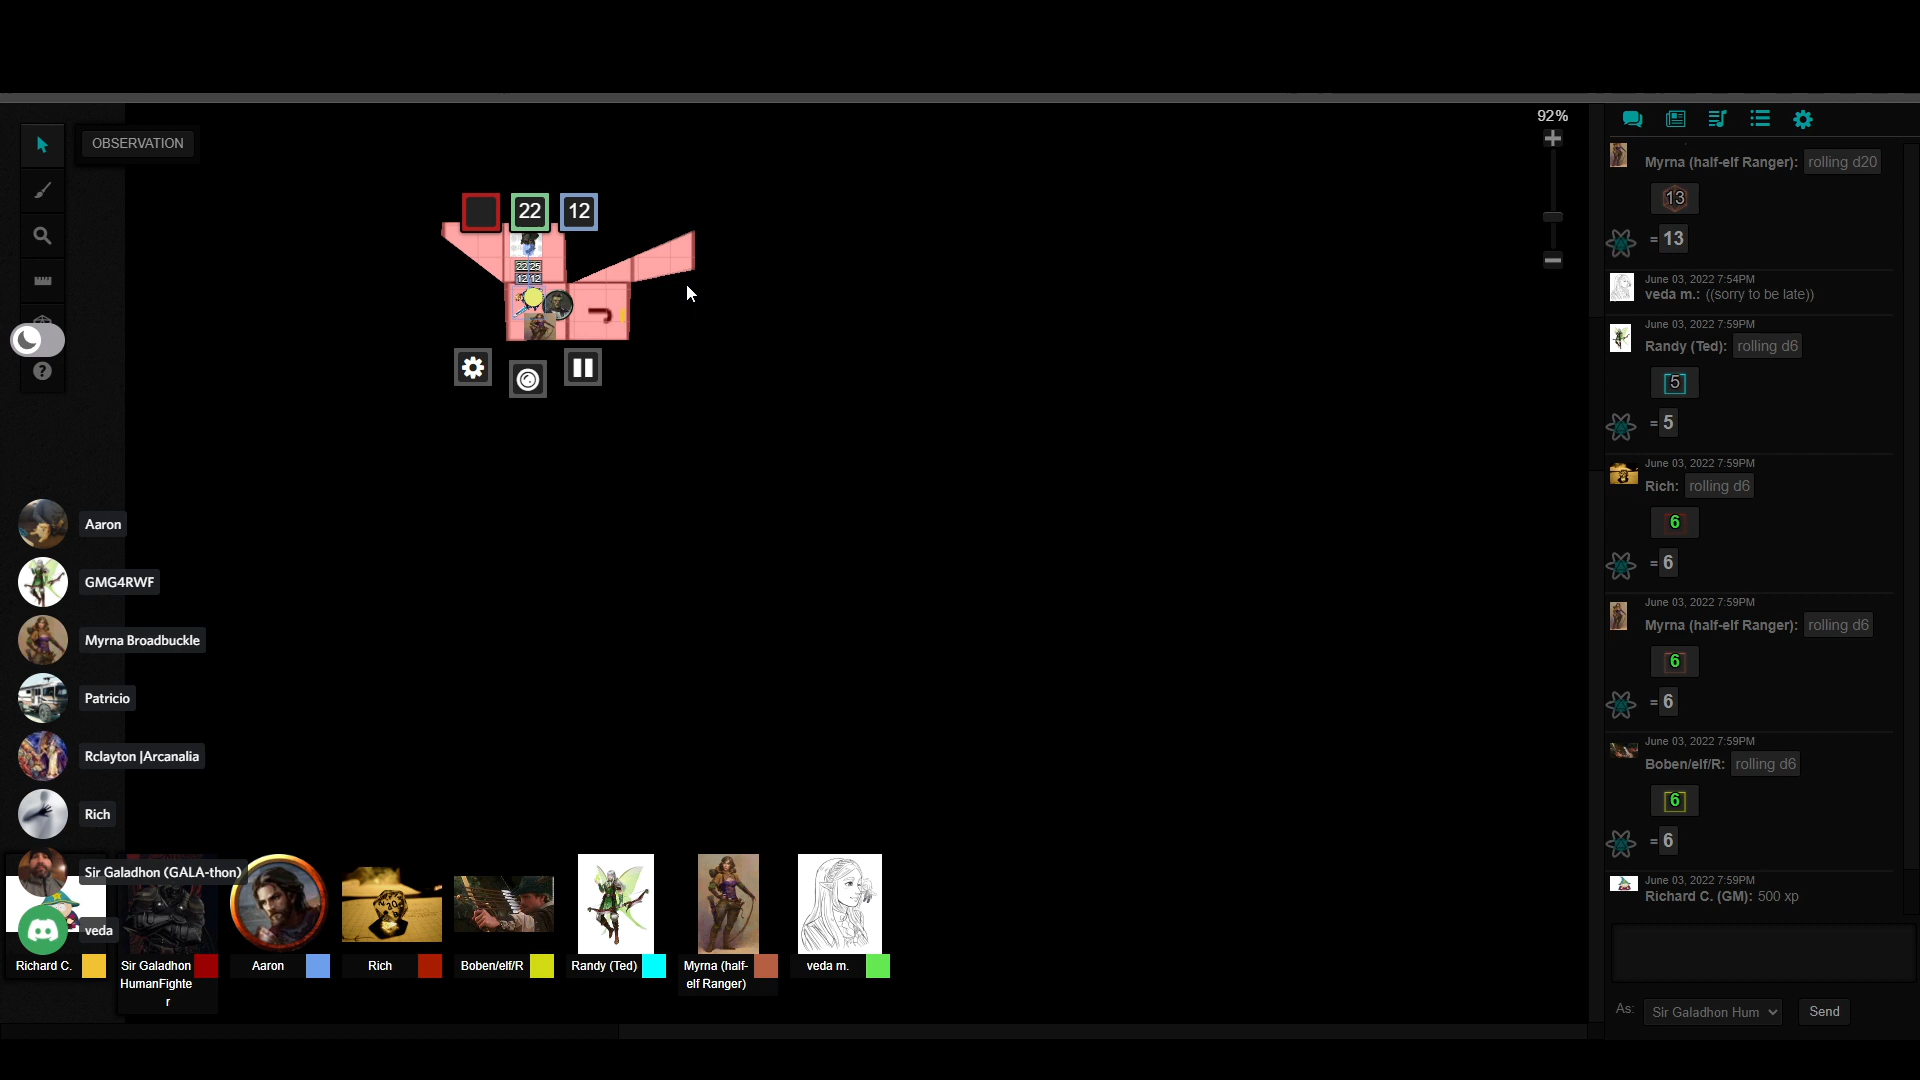 92%
OBSERVATION
22
12
22 25
12 12
Aaron
GMG4RWF
Myrna Broadbuckle
Patricio
Rclayton |Arcanalia
Rich
Sir Galadhon (GALA-thon)
veda
Richard C.
Sir Galadhon
HumanFighte
r
Aaron
Rich
Boben/elf/R
Randy (Ted)
Myrna (half-
elf Ranger)
veda m.
Myrna (half-elf Ranger): rolling d20
13
= 13
June 03, 2022 7:54PM
veda m.: ((sorry to be late))
June 03, 2022 7:59PM
Randy (Ted): rolling d6
5
= 5
June 03, 2022 7:59PM
Rich: rolling d6
6
= 6
June 03, 2022 7:59PM
Myrna (half-elf Ranger): rolling d6
6
= 6
June 03, 2022 7:59PM
Boben/elf/R: rolling d6
6
= 6
June 03, 2022 7:59PM
Richard C. (GM): 500 xp
As: Sir Galadhon Hum Send